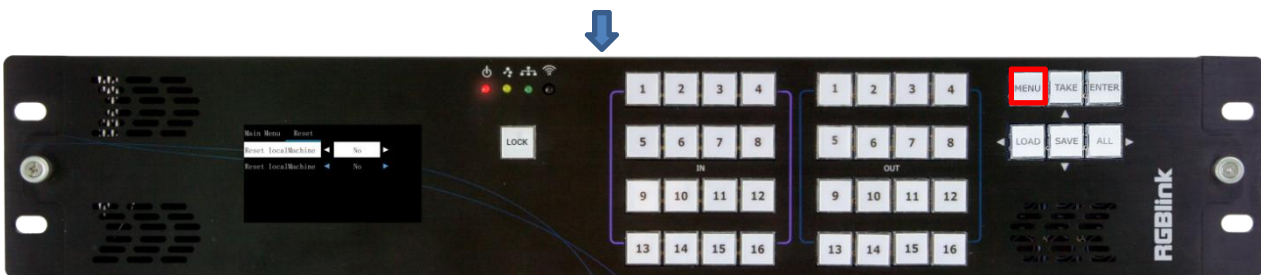 Main Menu Reset
Reset localMachine No
Reset localMachine No
LOCK
1 2 3 4
5 6 7 8
IN
9 10 11 12
13 14 15 16
1 2 3 4
5 6 7 8
OUT
9 10 11 12
13 14 15 16
MENU TAKE ENTER
LOAD SAVE ALL
RGBlink